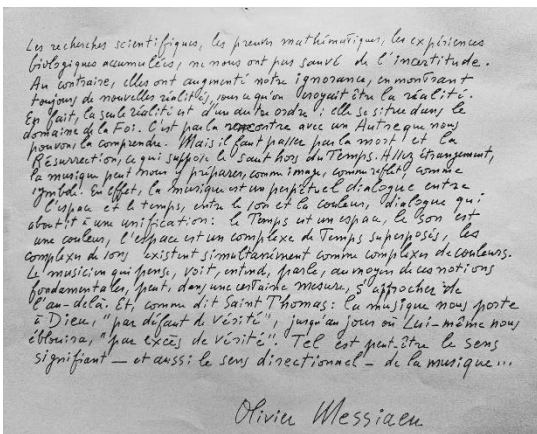 Les recherches scientifiques, les preuves mathématiques, les expériences
biologiques accumulées, ne nous ont pas sauvé de l'incertitude.
Au contraire, elles ont augmenté notre ignorance, en montrant
toujours de nouvelles réalités, sous ce qu'on croyait être la réalité.
En fait, la seule réalité est d'un autre ordre : elle se situe dans le
domaine de la Foi. C'est par la rencontre avec un Autre que nous
pouvons la comprendre. Mais il faut passer par la mort et la
Résurrection, ce qui suppose le saut hors du Temps. Assez étrangement,
la musique peut nous y préparer, comme image, comme reflet, comme
symbole. En effet, la musique est un perpétuel dialogue entre
l'espace et le temps, entre le son et la couleur, dialogue qui
aboutit à une unification : le Temps est un espace, le son est
une couleur, l'espace est un complexe de Temps superposés, les
complexes de sons existent simultanément comme complexes de couleurs.
Le musicien qui pense, voit, entend, parle, au moyen de ces notions
fondamentales, peut, dans une certaine mesure, s'approcher de
l'au-delà. Et, comme dit Saint Thomas : la musique nous porte
à Dieu, "par défaut de Vérité", jusqu'au jour où Lui-même nous
éblouira, "par excès de Vérité". Tel est peut-être le sens
signifiant — et aussi le sens directionnel — de la musique...
Olivier Messiaen